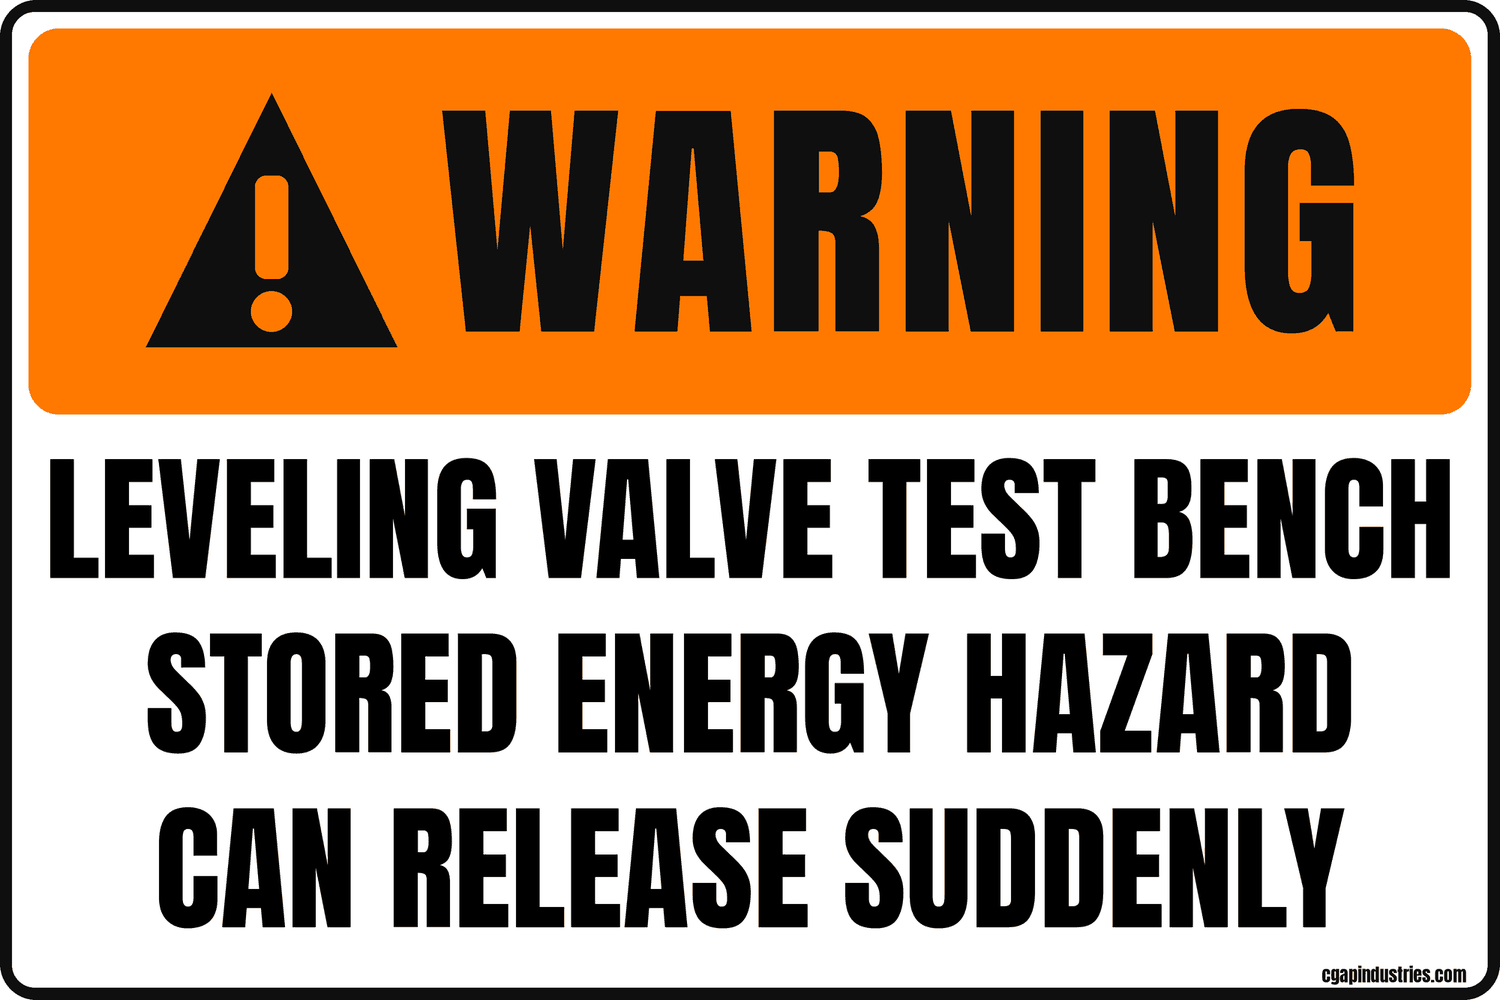 WARNING
LEVELING VALVE TEST BENCH
STORED ENERGY HAZARD
CAN RELEASE SUDDENLY
cgapindustries.com